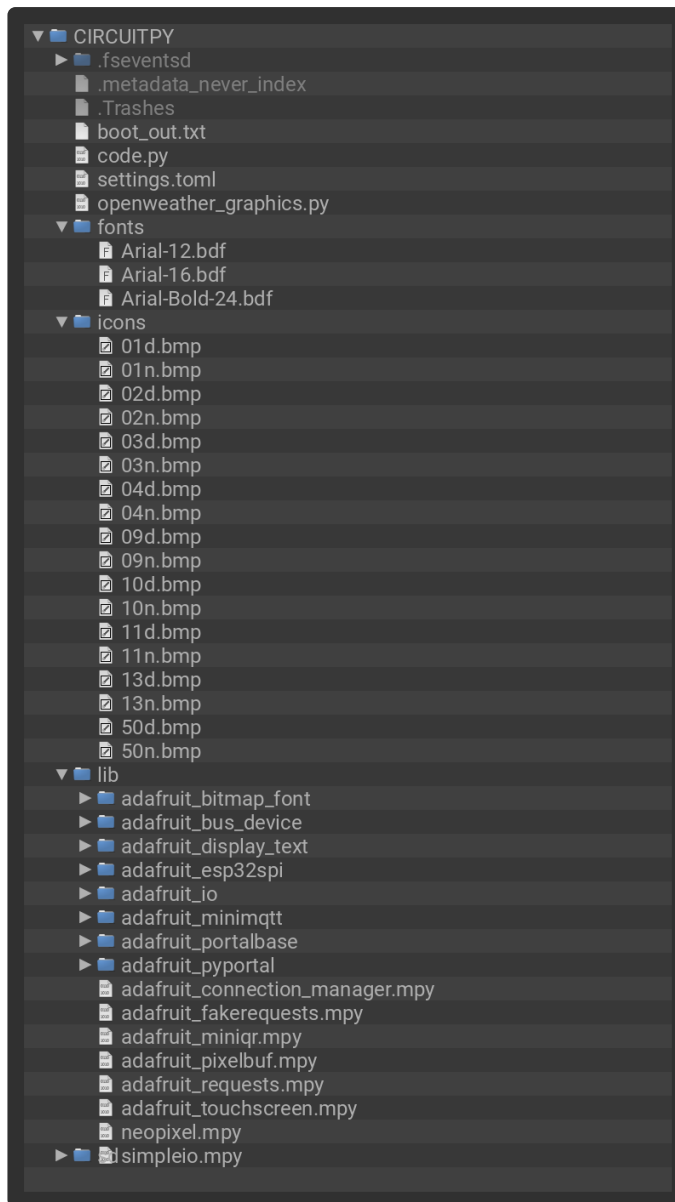 CIRCUITPY
.fseventsd
.metadata_never_index
.Trashes
boot_out.txt
code.py
settings.toml
openweather_graphics.py
fonts
Arial-12.bdf
Arial-16.bdf
Arial-Bold-24.bdf
icons
01d.bmp
01n.bmp
02d.bmp
02n.bmp
03d.bmp
03n.bmp
04d.bmp
04n.bmp
09d.bmp
09n.bmp
10d.bmp
10n.bmp
11d.bmp
11n.bmp
13d.bmp
13n.bmp
50d.bmp
50n.bmp
lib
adafruit_bitmap_font
adafruit_bus_device
adafruit_display_text
adafruit_esp32spi
adafruit_io
adafruit_minimqtt
adafruit_portalbase
adafruit_pyportal
adafruit_connection_manager.mpy
adafruit_fakerequests.mpy
adafruit_miniqr.mpy
adafruit_pixelbuf.mpy
adafruit_requests.mpy
adafruit_touchscreen.mpy
neopixel.mpy
simpleio.mpy